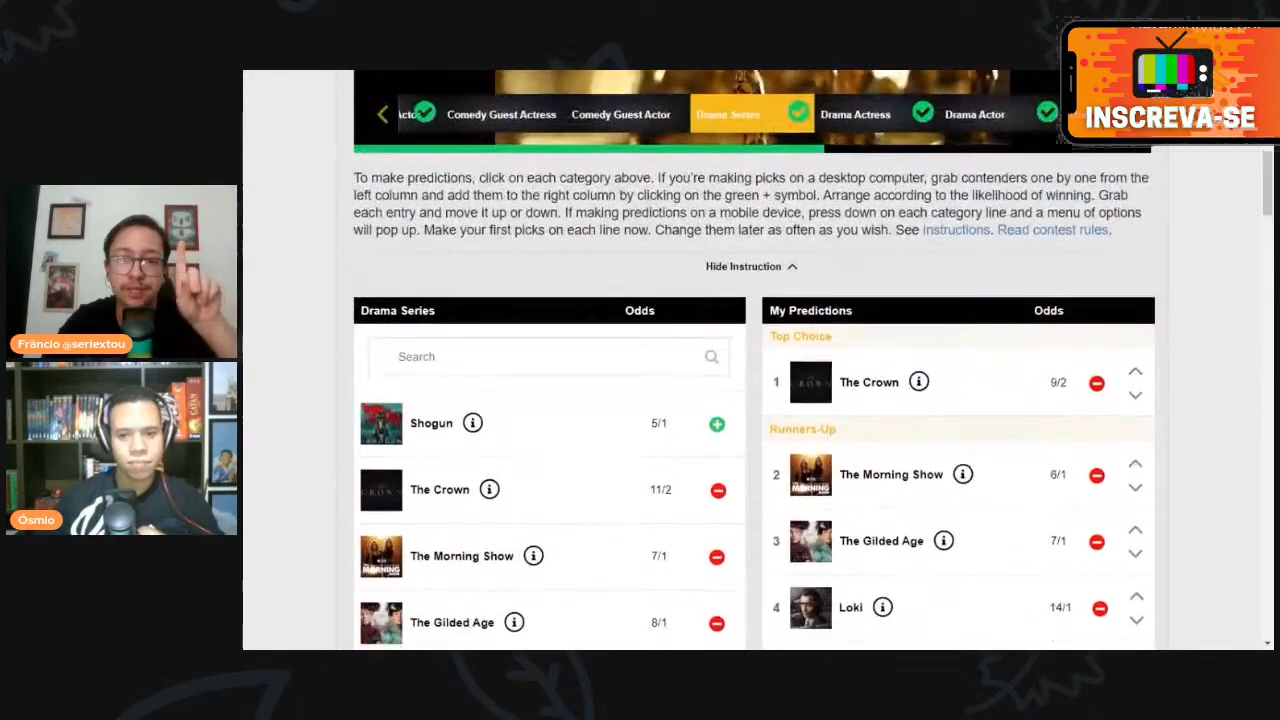 INSCREVA-SE
Comedy Guest Actress
Comedy Guest Actor
Drama Series
Drama Actress
Drama Actor
To make predictions, click on each category above. If you're making picks on a desktop computer, grab contenders one by one from the
left column and add them to the right column by clicking on the green + symbol. Arrange according to the likelihood of winning. Grab
each entry and move it up or down. If making predictions on a mobile device, press down on each category line and a menu of options
will pop up. Make your first picks on each line now. Change them later as often as you wish. See instructions. Read contest rules.
Hide Instruction
Drama Series Odds
Search
Shogun 5/1
The Crown 11/2
The Morning Show 7/1
The Gilded Age 8/1
My Predictions Odds
Top Choice
1 The Crown 9/2
Runners-Up
2 The Morning Show 6/1
3 The Gilded Age 7/1
4 Loki 14/1
Frâncio @seriextou
Ósmio